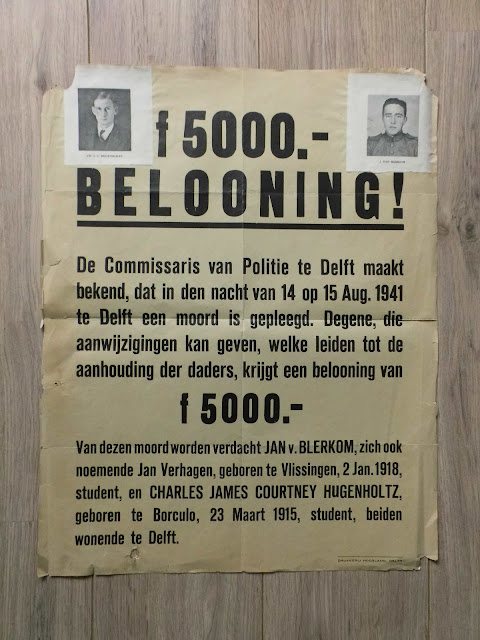 f 5000.-
BELOONING!
De Commissaris van Politie te Delft maakt
bekend, dat in den nacht van 14 op 15 Aug. 1941
te Delft een moord is gepleegd. Degene, die
aanwijzigingen kan geven, welke leiden tot de
aanhouding der daders, krijgt een belooning van
f 5000.-
Van dezen moord worden verdacht JAN v. BLERKOM, zich ook
noemende Jan Verhagen, geboren te Vlissingen, 2 Jan. 1918,
student, en CHARLES JAMES COURTNEY HUGENHOLTZ,
geboren te Borculo, 23 Maart 1915, student, beiden
wonende te Delft.